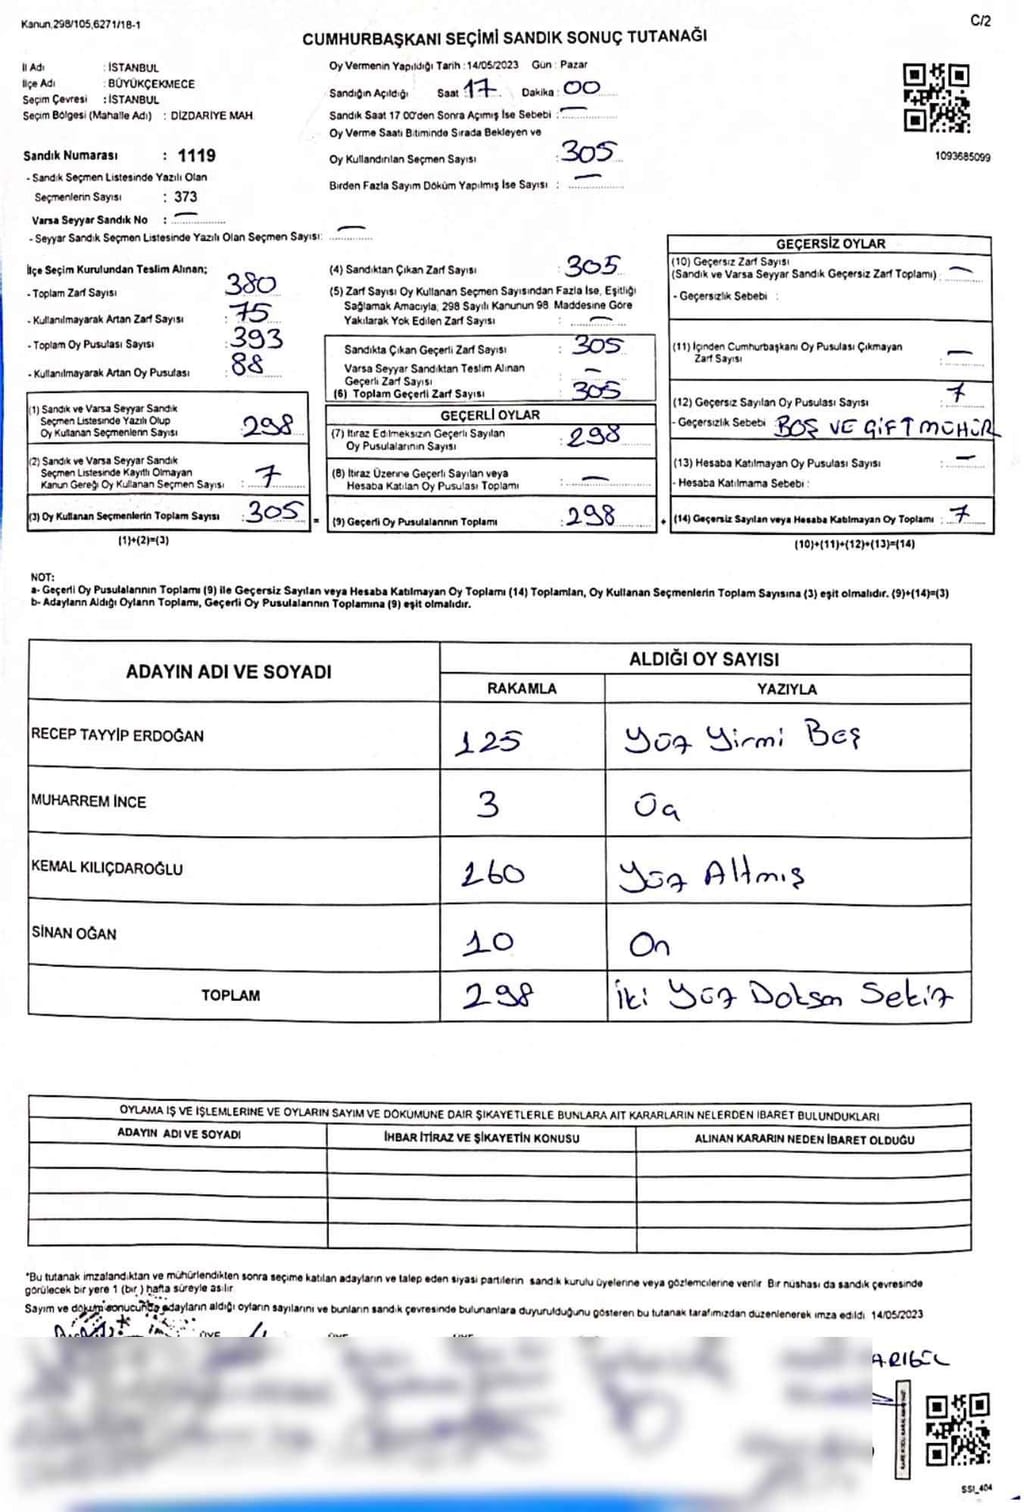 Kanun,298/105,6271/18-1
C/2
CUMHURBAŞKANI SEÇİMİ SANDIK SONUÇ TUTANAĞI
İl Adı : İSTANBUL
İlçe Adı : BÜYÜKÇEKMECE
Seçim Çevresi : İSTANBUL
Seçim Bölgesi (Mahalle Adı) : DİZDARİYE MAH
Sandık Numarası : 1119
- Sandık Seçmen Listesinde Yazılı Olan
Seçmenlerin Sayısı : 373
Varsa Seyyar Sandık No : —
- Seyyar Sandık Seçmen Listesinde Yazılı Olan Seçmen Sayısı: —
Oy Vermenin Yapıldığı Tarih :14/05/2023 Gün : Pazar
Sandığın Açıldığı Saat 17 Dakika 00
Sandık Saat 17 00'den Sonra Açımış İse Sebebi : —
Oy Verme Saati Bitiminde Sırada Bekleyen ve
Oy Kullandırılan Seçmen Sayısı : 305
Birden Fazla Sayım Döküm Yapılmış İse Sayısı : —
1093685099
İlçe Seçim Kurulundan Teslim Alınan;
- Toplam Zarf Sayısı : 380
- Kullanılmayarak Artan Zarf Sayısı : 75
- Toplam Oy Pusulası Sayısı : 393
- Kullanılmayarak Artan Oy Pusulası : 88
(1) Sandık ve Varsa Seyyar Sandık
Seçmen Listesinde Yazılı Olup
Oy Kullanan Seçmenlerin Sayısı : 298
(2) Sandık ve Varsa Seyyar Sandık
Seçmen Listesinde Kayıtlı Olmayan
Kanun Gereği Oy Kullanan Seçmen Sayısı : 7
(3) Oy Kullanan Seçmenlerin Toplam Sayısı : 305
(1)+(2)=(3)
(4) Sandıktan Çıkan Zarf Sayısı : 305
(5) Zarf Sayısı Oy Kullanan Seçmen Sayısından Fazla İse, Eşitliği
Sağlamak Amacıyla, 298 Sayılı Kanunun 98 Maddesine Göre
Yakılarak Yok Edilen Zarf Sayısı : —
Sandıkta Çıkan Geçerli Zarf Sayısı : 305
Varsa Seyyar Sandıktan Teslim Alınan
Geçerli Zarf Sayısı : —
(6) Toplam Geçerli Zarf Sayısı : 305
GEÇERLİ OYLAR
(7) İtiraz Edilmeksizin Geçerli Sayılan
Oy Pusulalarının Sayısı : 298
(8) İtiraz Üzerine Geçerli Sayılan veya
Hesaba Katılan Oy Pusulası Toplamı : —
= (9) Geçerli Oy Pusulalarının Toplamı : 298
GEÇERSİZ OYLAR
(10) Geçersiz Zarf Sayısı
(Sandık ve Varsa Seyyar Sandık Geçersiz Zarf Toplamı) : —
- Geçersizlik Sebebi :
(11) İçinden Cumhurbaşkanı Oy Pusulası Çıkmayan
Zarf Sayısı : —
(12) Geçersiz Sayılan Oy Pusulası Sayısı : 7
- Geçersizlik Sebebi : BOŞ VE ÇİFT MÜHÜR
(13) Hesaba Katılmayan Oy Pusulası Sayısı : —
- Hesaba Katılmama Sebebi :
+ (14) Geçersiz Sayılan veya Hesaba Katılmayan Oy Toplamı : 7
(10)+(11)+(12)+(13)=(14)
NOT:
a- Geçerli Oy Pusulalarının Toplamı (9) ile Geçersiz Sayılan veya Hesaba Katılmayan Oy Toplamı (14) Toplamları, Oy Kullanan Seçmenlerin Toplam Sayısına (3) eşit olmalıdır. (9)+(14)=(3)
b- Adayların Aldığı Oyların Toplamı, Geçerli Oy Pusulalarının Toplamına (9) eşit olmalıdır.
ADAYIN ADI VE SOYADI ALDIĞI OY SAYISI
RAKAMLA YAZIYLA
RECEP TAYYİP ERDOĞAN 125 Yüz Yirmi Beş
MUHARREM İNCE 3 Üç
KEMAL KILIÇDAROĞLU 160 Yüz Altmış
SİNAN OĞAN 10 On
TOPLAM 298 İki Yüz Doksan Sekiz
OYLAMA İŞ VE İŞLEMLERİNE VE OYLARIN SAYIM VE DÖKÜMÜNE DAİR ŞİKAYETLERLE BUNLARA AİT KARARLARIN NELERDEN İBARET BULUNDUKLARI
ADAYIN ADI VE SOYADI İHBAR İTİRAZ VE ŞİKAYETİN KONUSU ALINAN KARARIN NEDEN İBARET OLDUĞU
*Bu tutanak imzalandıktan ve mühürlendikten sonra seçime katılan adayların ve talep eden siyasi partilerin sandık kurulu üyelerine veya gözlemcilerine verilir Bir nüshası da sandık çevresinde
görülecek bir yere 1 (bir ) hafta süreyle asılır
Sayım ve döküm sonucunda adayların aldığı oyların sayılarını ve bunların sandık çevresinde bulunanlara duyurulduğunu gösteren bu tutanak tarafımızdan düzenlenerek imza edildi 14/05/2023
SSI_404